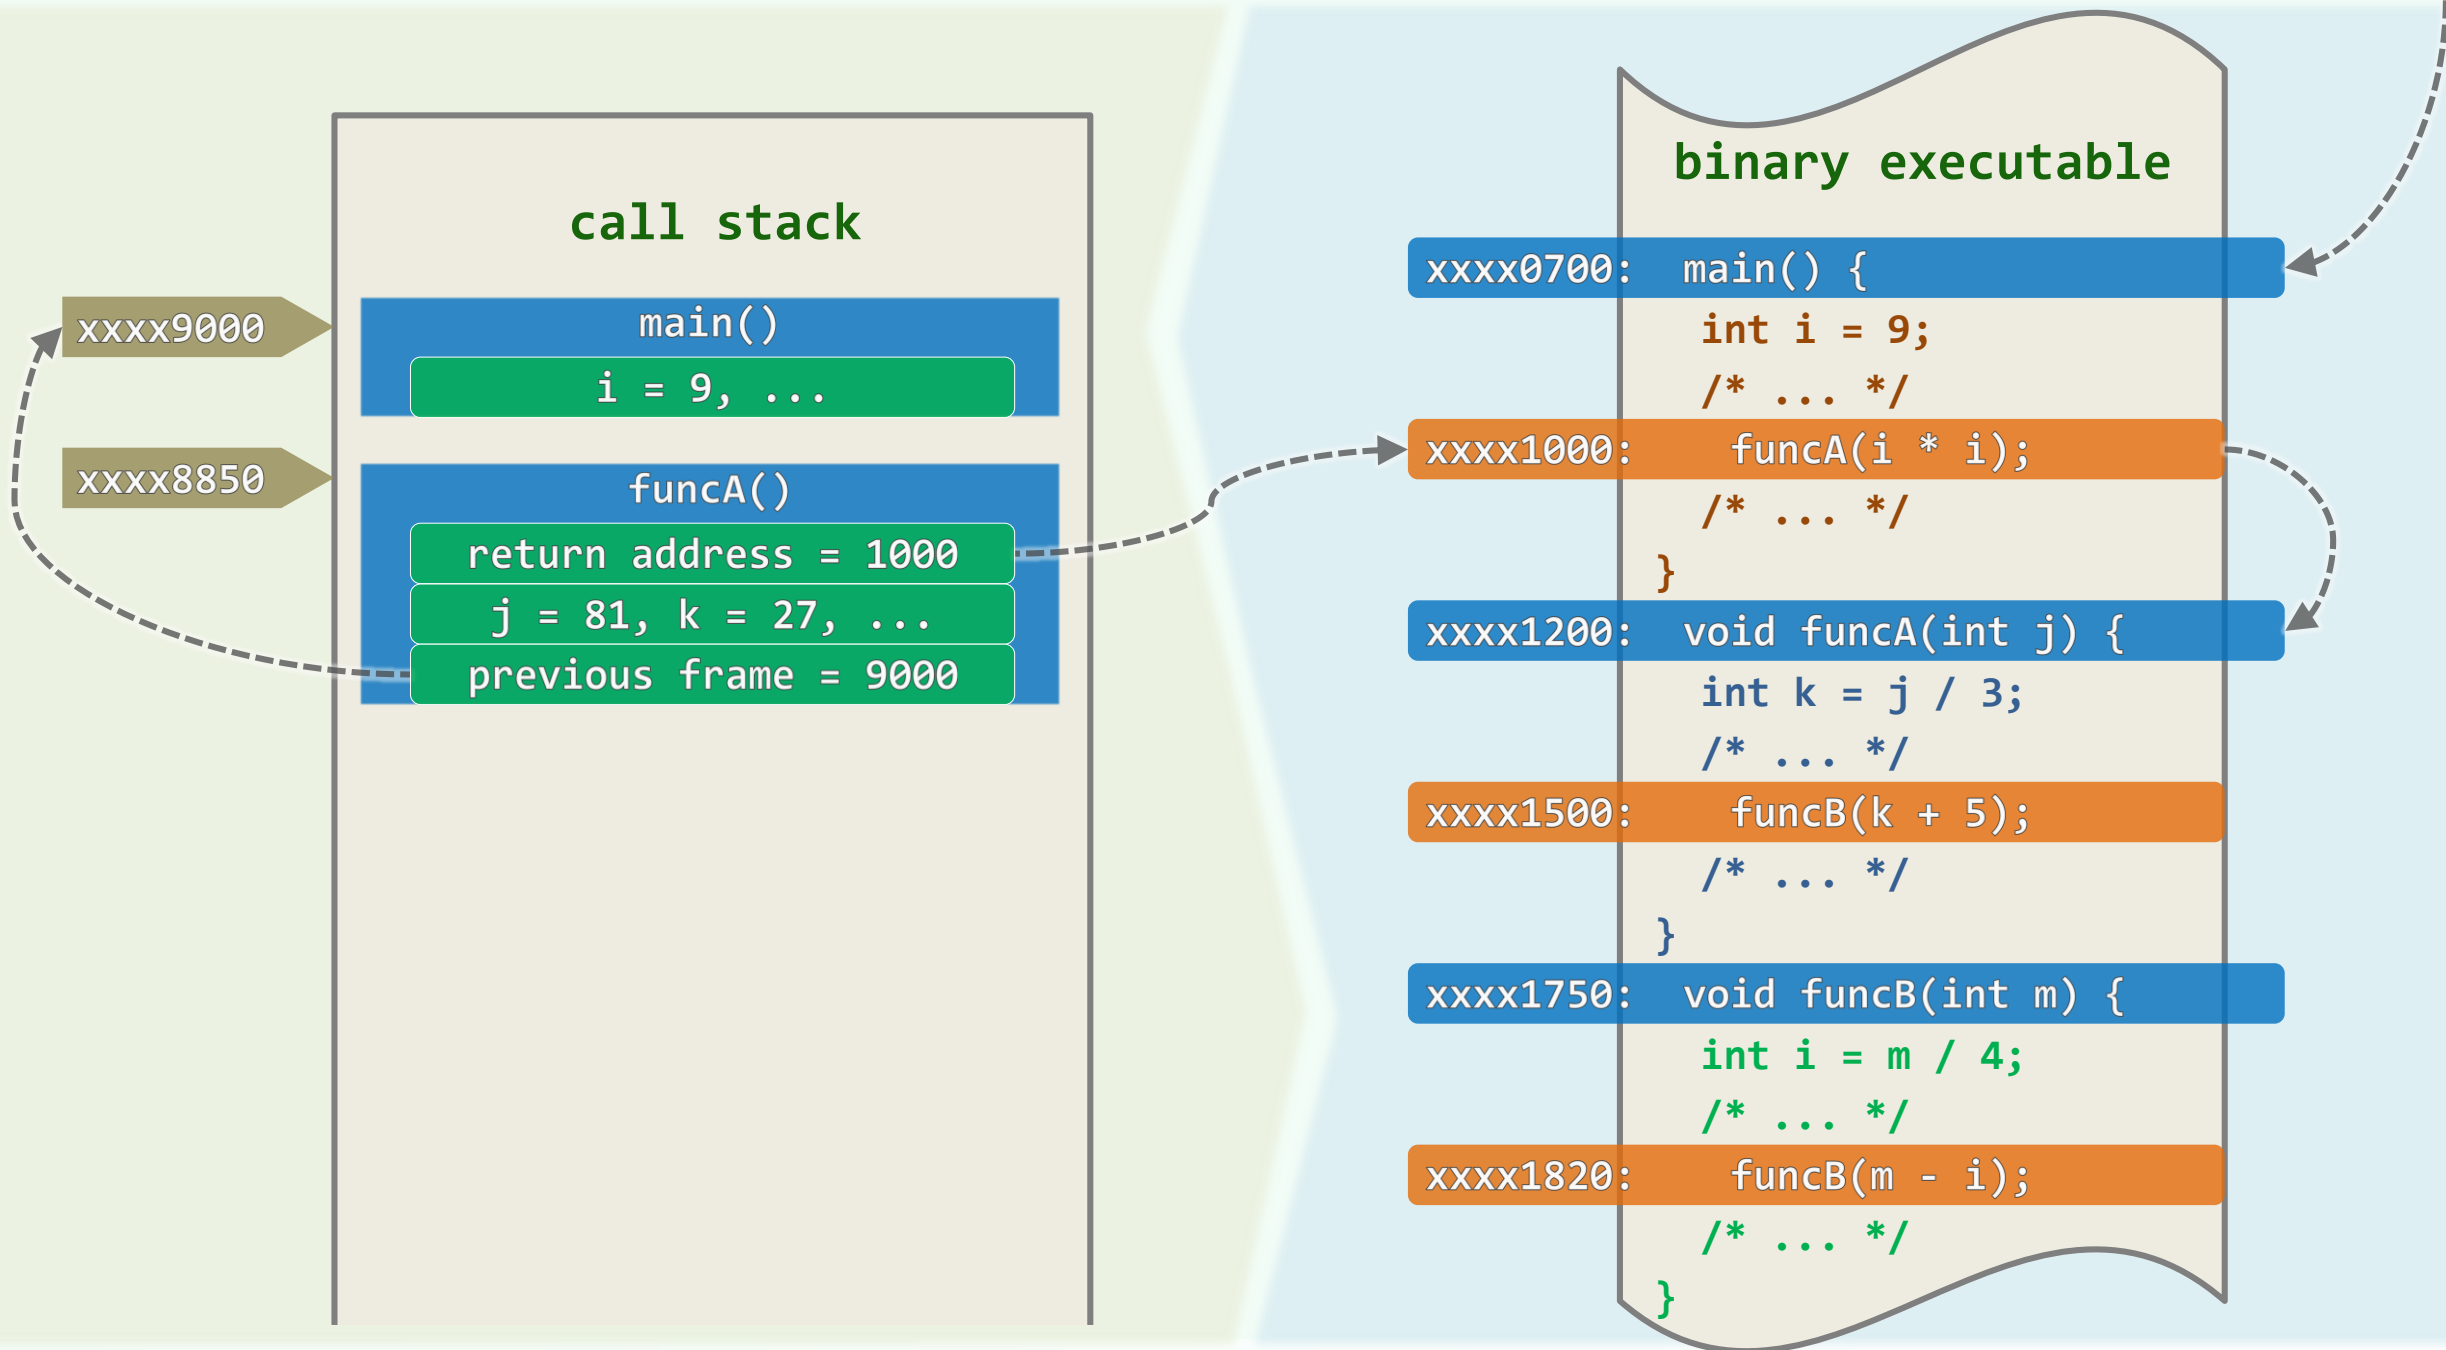 call stack
xxxx9000
main()
i = 9, ...
xxxx8850
funcA()
return address = 1000
j = 81, k = 27, ...
previous frame = 9000
binary executable
xxxx0700: main() {
int i = 9;
/* ... */
xxxx1000: funcA(i * i);
/* ... */
}
xxxx1200: void funcA(int j) {
int k = j / 3;
/* ... */
xxxx1500: funcB(k + 5);
/* ... */
}
xxxx1750: void funcB(int m) {
int i = m / 4;
/* ... */
xxxx1820: funcB(m - i);
/* ... */
}